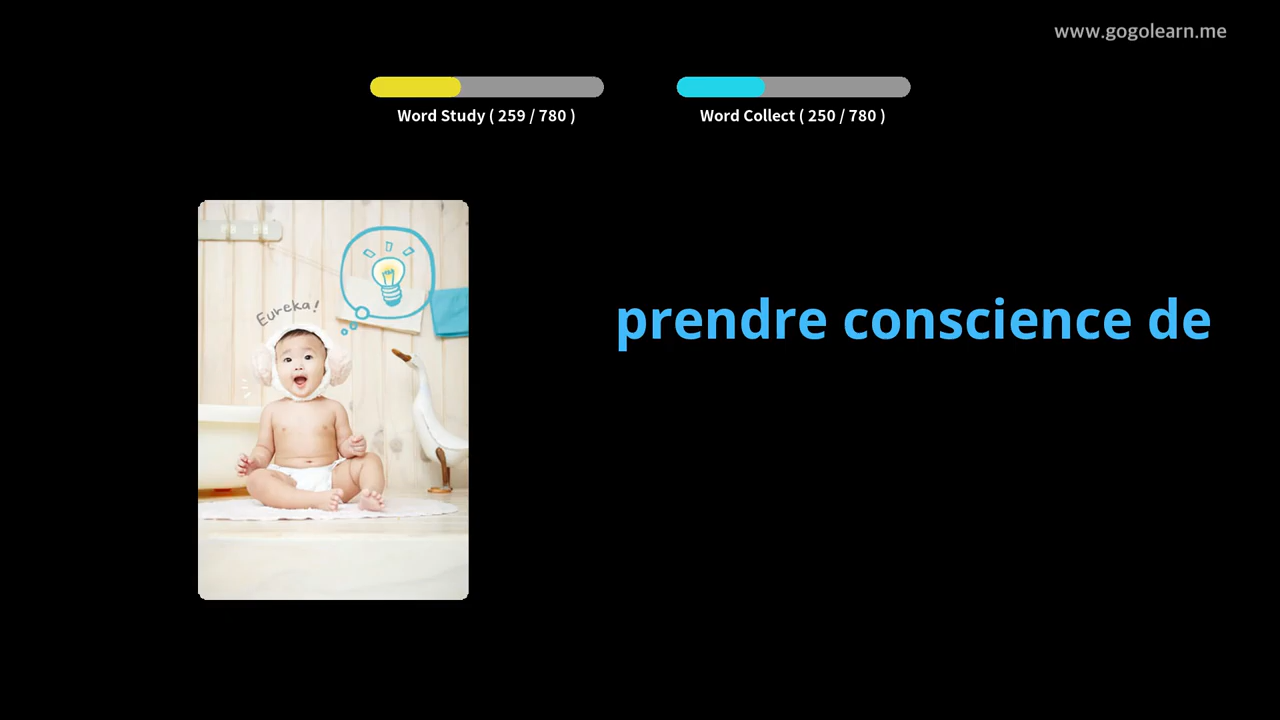 www.gogolearn.me
Word Study ( 259 / 780 )
Word Collect ( 250 / 780 )
Eureka!
prendre conscience de